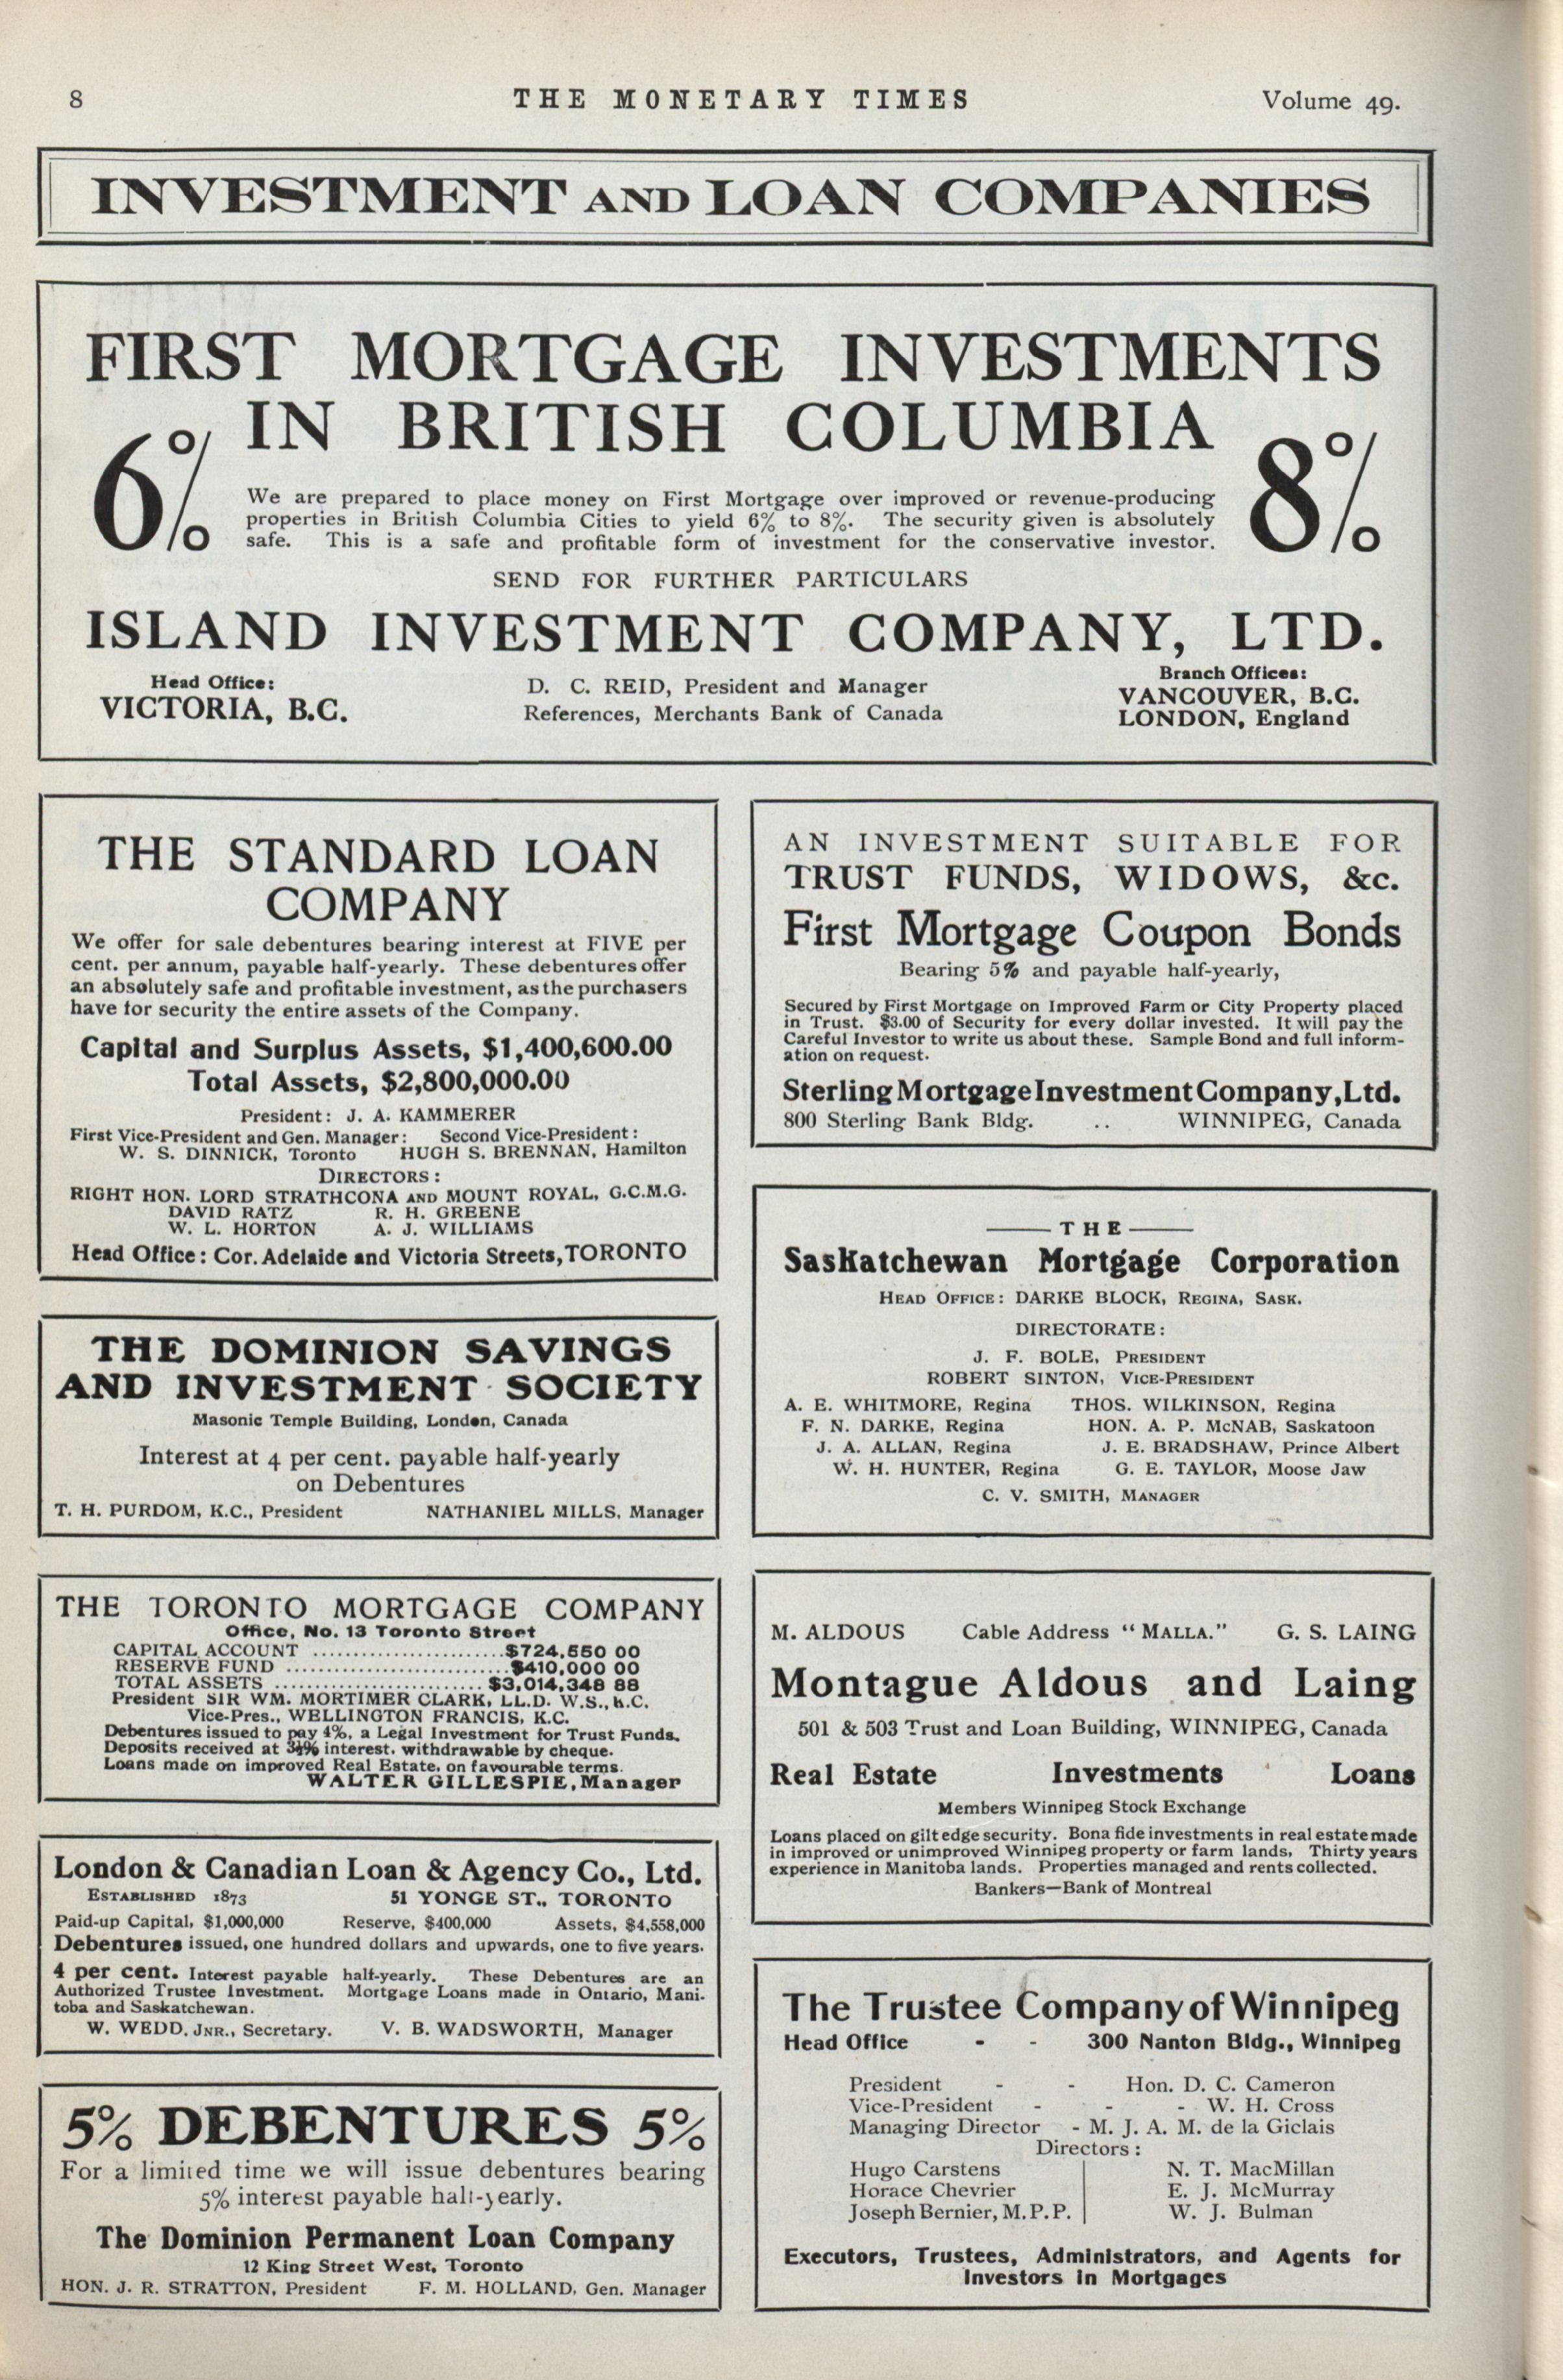 8
THE MONETARY TIMES
Volume 49.
INVESTMENT AND LOAN COMPANIES
FIRST MORTGAGE INVESTMENTS
IN BRITISH COLUMBIA
6%
8%
We are prepared to place money on First Mortgage over improved or revenue-producing
properties in British Columbia Cities to yield 6% to 8%. The security given is absolutely
safe. This is a safe and profitable form of investment for the conservative investor.
SEND FOR FURTHER PARTICULARS
ISLAND INVESTMENT COMPANY, LTD.
Head Office:
VICTORIA, B.C.
D. C. REID, President and Manager
References, Merchants Bank of Canada
Branch Offices:
VANCOUVER, B.C.
LONDON, England
THE STANDARD LOAN
COMPANY
We offer for sale debentures bearing interest at FIVE per
cent. per annum, payable half-yearly. These debentures offer
an absolutely safe and profitable investment, as the purchasers
have for security the entire assets of the Company.
Capital and Surplus Assets, $1,400,600.00
Total Assets, $2,800,000.00
President: J. A. KAMMERER
First Vice-President and Gen. Manager: Second Vice-President:
W. S. DINNICK, Toronto HUGH S. BRENNAN, Hamilton
DIRECTORS:
RIGHT HON. LORD STRATHCONA AND MOUNT ROYAL, G.C.M.G.
DAVID RATZ R. H. GREENE
W. L. HORTON A. J. WILLIAMS
Head Office: Cor. Adelaide and Victoria Streets, TORONTO
THE DOMINION SAVINGS
AND INVESTMENT SOCIETY
Masonic Temple Building, London, Canada
Interest at 4 per cent. payable half-yearly
on Debentures
T. H. PURDOM, K.C., President NATHANIEL MILLS, Manager
THE TORONTO MORTGAGE COMPANY
Office, No. 13 Toronto Street
CAPITAL ACCOUNT ........................ $724,550 00
RESERVE FUND ............................ $410,000 00
TOTAL ASSETS .......................... $3,014,348 88
President SIR WM. MORTIMER CLARK, LL.D. W.S., K.C.
Vice-Pres., WELLINGTON FRANCIS, K.C.
Debentures issued to pay 4%, a Legal Investment for Trust Funds.
Deposits received at 3½% interest, withdrawable by cheque.
Loans made on improved Real Estate, on favourable terms.
WALTER GILLESPIE, Manager
London & Canadian Loan & Agency Co., Ltd.
ESTABLISHED 1873 51 YONGE ST., TORONTO
Paid-up Capital, $1,000,000 Reserve, $400,000 Assets, $4,558,000
Debentures issued, one hundred dollars and upwards, one to five years.
4 per cent. Interest payable half-yearly. These Debentures are an
Authorized Trustee Investment. Mortgage Loans made in Ontario, Mani-
toba and Saskatchewan.
W. WEDD, JNR., Secretary. V. B. WADSWORTH, Manager
5% DEBENTURES 5%
For a limited time we will issue debentures bearing
5% interest payable half-yearly.
The Dominion Permanent Loan Company
12 King Street West, Toronto
HON. J. R. STRATTON, President F. M. HOLLAND, Gen. Manager
AN INVESTMENT SUITABLE FOR
TRUST FUNDS, WIDOWS, &c.
First Mortgage Coupon Bonds
Bearing 5% and payable half-yearly,
Secured by First Mortgage on Improved Farm or City Property placed
in Trust. $3.00 of Security for every dollar invested. It will pay the
Careful Investor to write us about these. Sample Bond and full inform-
ation on request.
Sterling Mortgage Investment Company, Ltd.
800 Sterling Bank Bldg. .. WINNIPEG, Canada
THE
Saskatchewan Mortgage Corporation
HEAD OFFICE: DARKE BLOCK, REGINA, SASK.
DIRECTORATE:
J. F. BOLE, PRESIDENT
ROBERT SINTON, VICE-PRESIDENT
A. E. WHITMORE, Regina THOS. WILKINSON, Regina
F. N. DARKE, Regina HON. A. P. McNAB, Saskatoon
J. A. ALLAN, Regina J. E. BRADSHAW, Prince Albert
W. H. HUNTER, Regina G. E. TAYLOR, Moose Jaw
C. V. SMITH, MANAGER
M. ALDOUS Cable Address "MALLA." G. S. LAING
Montague Aldous and Laing
501 & 503 Trust and Loan Building, WINNIPEG, Canada
Real Estate Investments Loans
Members Winnipeg Stock Exchange
Loans placed on gilt edge security. Bona fide investments in real estate made
in improved or unimproved Winnipeg property or farm lands. Thirty years
experience in Manitoba lands. Properties managed and rents collected.
Bankers—Bank of Montreal
The Trustee Company of Winnipeg
Head Office - - 300 Nanton Bldg., Winnipeg
President - - Hon. D. C. Cameron
Vice-President - - - W. H. Cross
Managing Director - M. J. A. M. de la Giclais
Directors:
Hugo Carstens N. T. MacMillan
Horace Chevrier E. J. McMurray
Joseph Bernier, M.P.P. W. J. Bulman
Executors, Trustees, Administrators, and Agents for
Investors in Mortgages